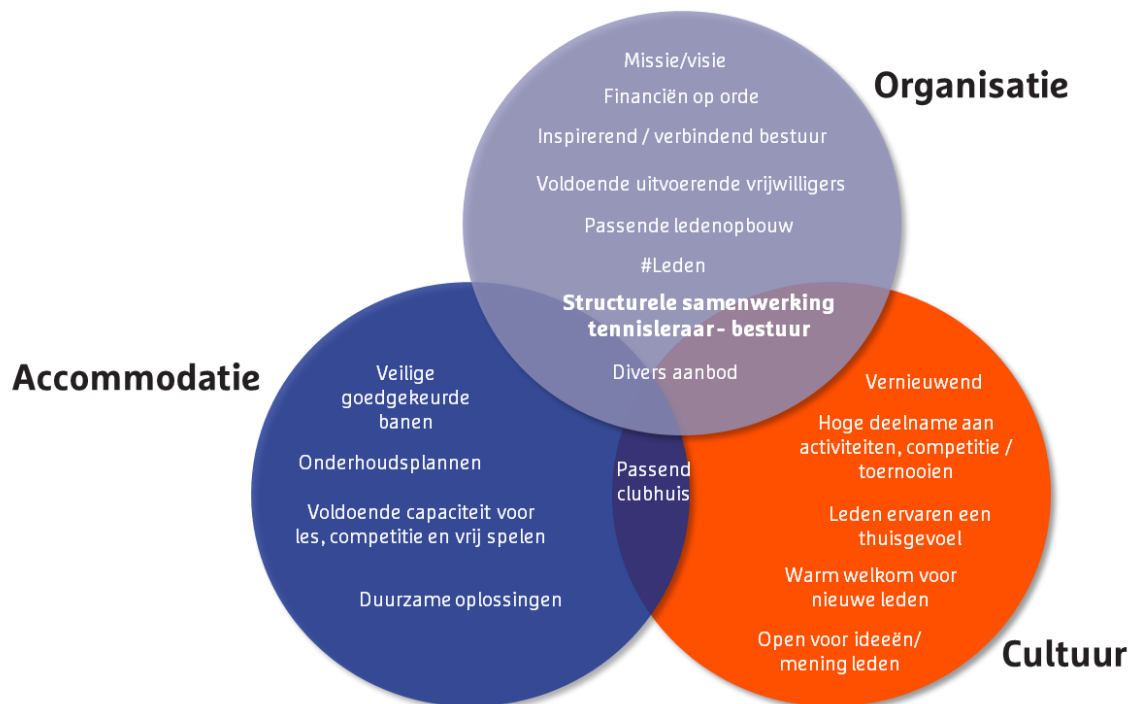 Organisatie
Missie/visie
Financiën op orde
Inspirerend / verbindend bestuur
Voldoende uitvoerende vrijwilligers
Passende ledenopbouw
#Leden
Structurele samenwerking
tennisleraar - bestuur
Divers aanbod
Accommodatie
Veilige
goedgekeurde
banen
Onderhoudsplannen
Voldoende capaciteit voor
les, competitie en vrij spelen
Duurzame oplossingen
Passend
clubhuis
Vernieuwend
Hoge deelname aan
activiteiten, competitie /
toernooien
Leden ervaren een
thuisgevoel
Warm welkom voor
nieuwe leden
Open voor ideeën/
mening leden
Cultuur